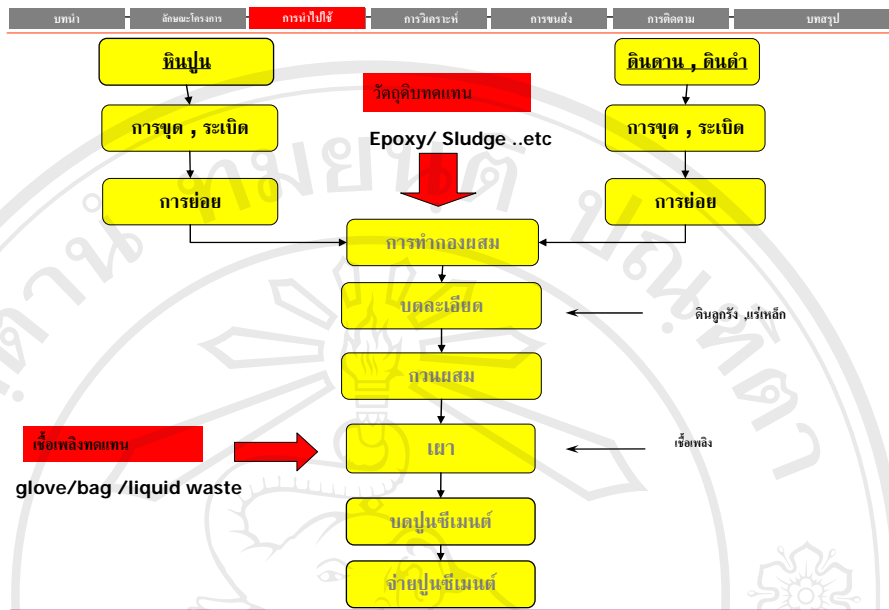 บทนำ
ลักษณะโครงการ
การนำไปใช้
การวิเคราะห์
การขนส่ง
การติดตาม
บทสรุป
หินปูน
ดินดาน , ดินดำ
วัตถุดิบทดแทน
การขุด , ระเบิด
Epoxy/ Sludge ..etc
การขุด , ระเบิด
การย่อย
การย่อย
การทำกองผสม
บดละเอียด
ดินลูกรัง ,แร่เหล็ก
กวนผสม
เชื้อเพลิงทดแทน
เผา
เชื้อเพลิง
glove/bag /liquid waste
บดปูนซีเมนต์
จ่ายปูนซีเมนต์